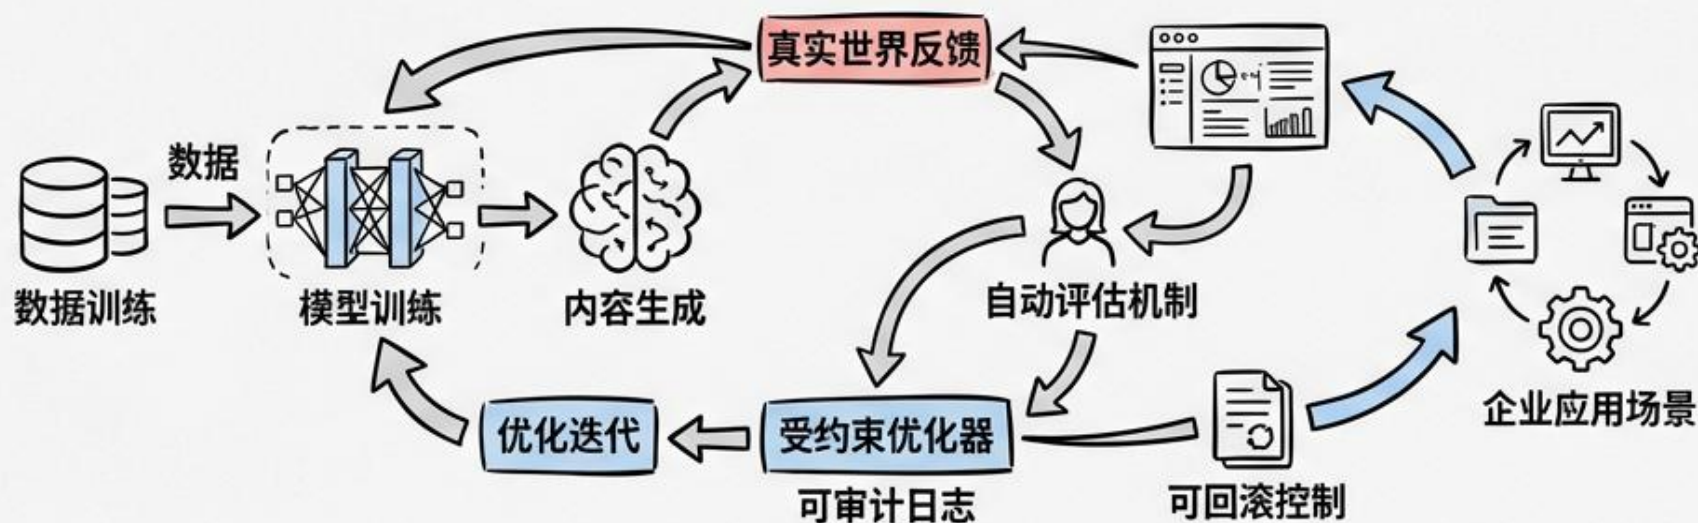 真实世界反馈
数据
数据训练
模型训练
内容生成
自动评估机制
企业应用场景
优化迭代
受约束优化器
可审计日志
可回滚控制